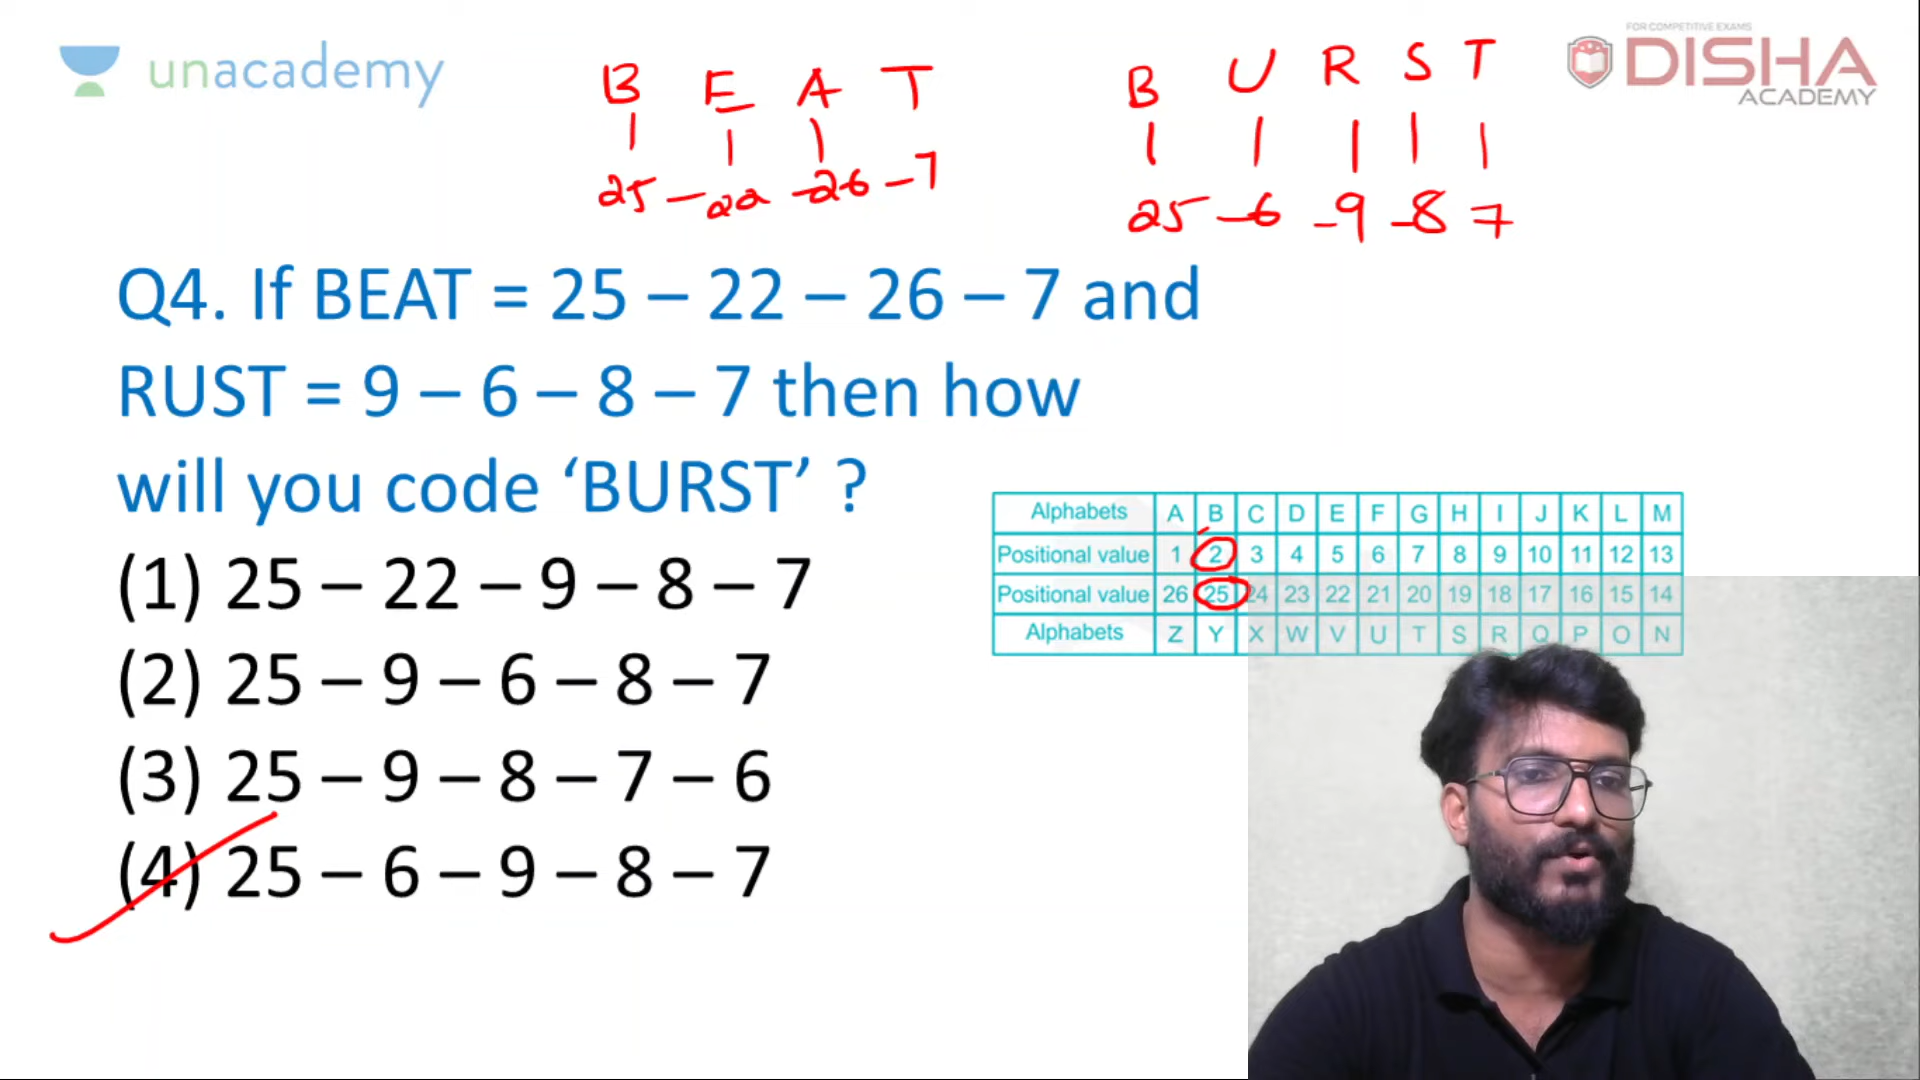 unacademy
FOR COMPETITIVE EXAMS
DISHA
ACADEMY
B E A T
25 – 22 – 26 – 7
B U R S T
25 – 6 – 9 – 8 7
Q4. If BEAT = 25 – 22 – 26 – 7 and
RUST = 9 – 6 – 8 – 7 then how
will you code ‘BURST’ ?
(1) 25 – 22 – 9 – 8 – 7
(2) 25 – 9 – 6 – 8 – 7
(3) 25 – 9 – 8 – 7 – 6
(4) 25 – 6 – 9 – 8 – 7
Alphabets A B C D E F G H I J K L M
Positional value 1 2 3 4 5 6 7 8 9 10 11 12 13
Positional value 26 25 24 23 22 21 20 19 18 17 16 15 14
Alphabets Z Y X W V U T S R Q P O N